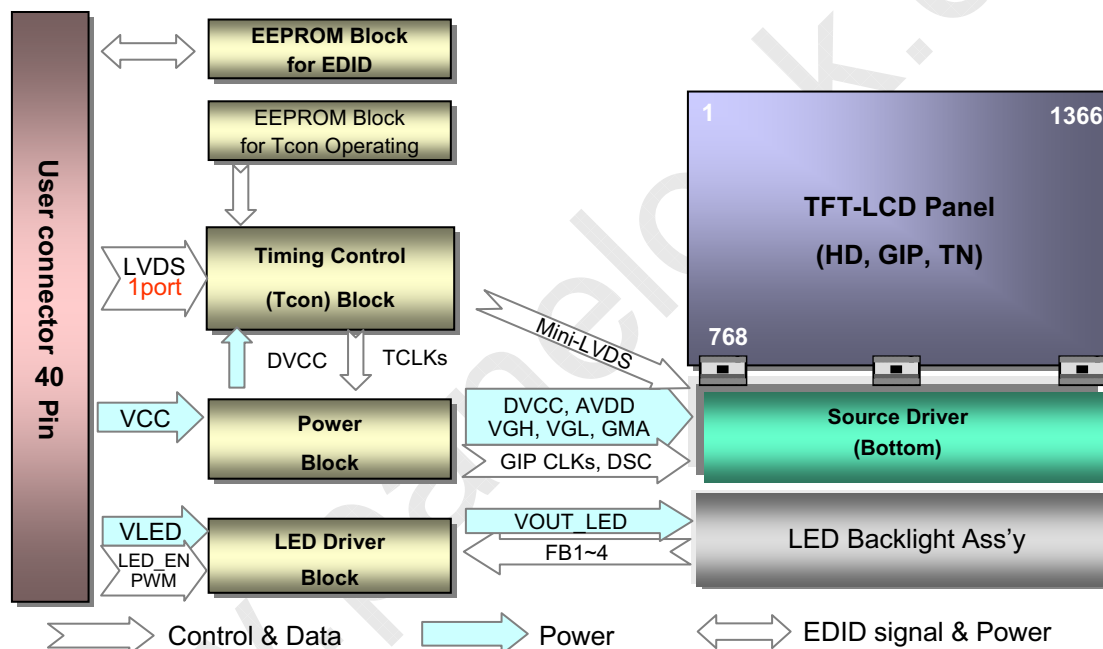 User connector 40 Pin
EEPROM Block
for EDID
EEPROM Block
for Tcon Operating
LVDS
1port
Timing Control
(Tcon) Block
DVCC
TCLKs
Mini-LVDS
1
1366
TFT-LCD Panel
(HD, GIP, TN)
768
VCC
Power
Block
DVCC, AVDD
VGH, VGL, GMA
GIP CLKs, DSC
Source Driver
(Bottom)
VLED
LED_EN
PWM
LED Driver
Block
VOUT_LED
FB1~4
LED Backlight Ass'y
Control & Data
Power
EDID signal & Power